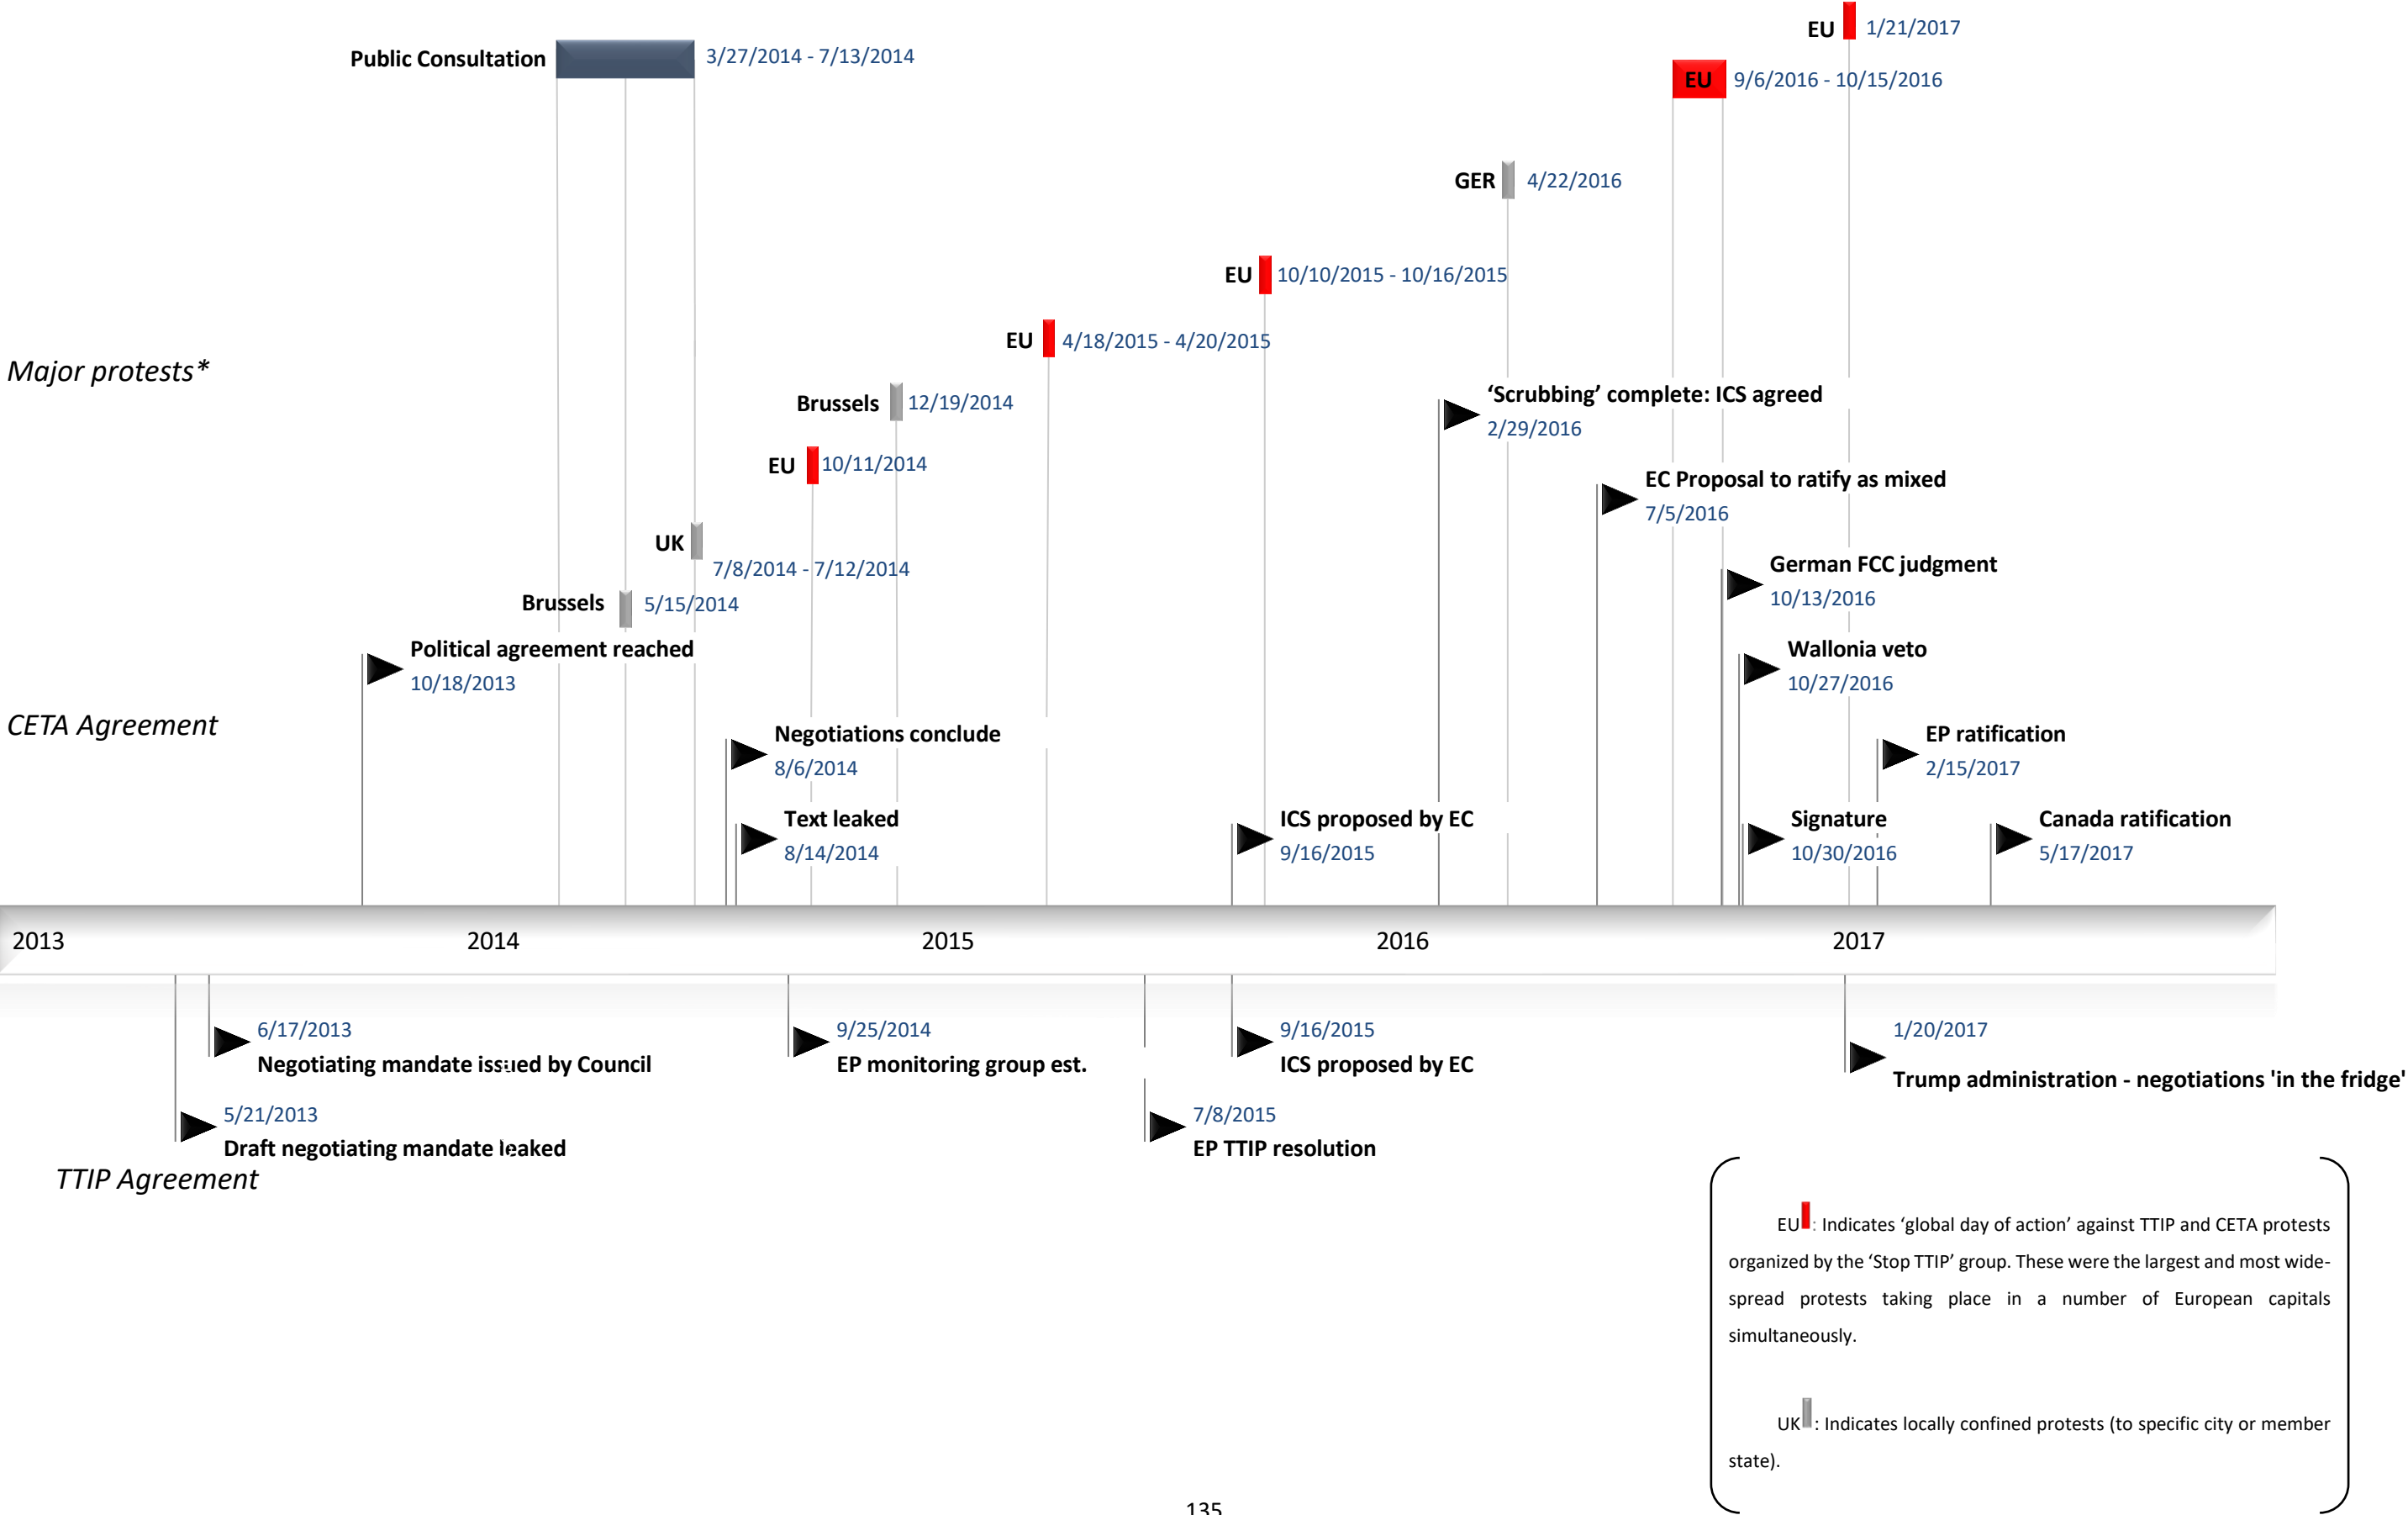 EU 1/21/2017
Public Consultation 3/27/2014 - 7/13/2014
EU 9/6/2016 - 10/15/2016
GER 4/22/2016
EU 10/10/2015 - 10/16/2015
EU 4/18/2015 - 4/20/2015
Major protests*
Brussels 12/19/2014
‘Scrubbing’ complete: ICS agreed
2/29/2016
EU 10/11/2014
EC Proposal to ratify as mixed
7/5/2016
UK
7/8/2014 - 7/12/2014
German FCC judgment
10/13/2016
Brussels 5/15/2014
Political agreement reached
10/18/2013
Wallonia veto
10/27/2016
CETA Agreement
Negotiations conclude
8/6/2014
EP ratification
2/15/2017
Text leaked
8/14/2014
ICS proposed by EC
9/16/2015
Signature
10/30/2016
Canada ratification
5/17/2017
2013 2014 2015 2016 2017
6/17/2013
Negotiating mandate issued by Council
9/25/2014
EP monitoring group est.
9/16/2015
ICS proposed by EC
1/20/2017
Trump administration - negotiations 'in the fridge'
5/21/2013
Draft negotiating mandate leaked
7/8/2015
EP TTIP resolution
TTIP Agreement
EU : Indicates ‘global day of action’ against TTIP and CETA protests
organized by the ‘Stop TTIP’ group. These were the largest and most wide-
spread protests taking place in a number of European capitals
simultaneously.
UK : Indicates locally confined protests (to specific city or member
state).
135